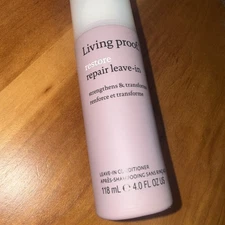 Living proof
restore
repair leave-in
strengthens & transforms
renforce et transforme
LEAVE-IN CONDITIONER
APRÈS-SHAMPOOING SANS
118 mL ℮ 4.0 FL OZ US